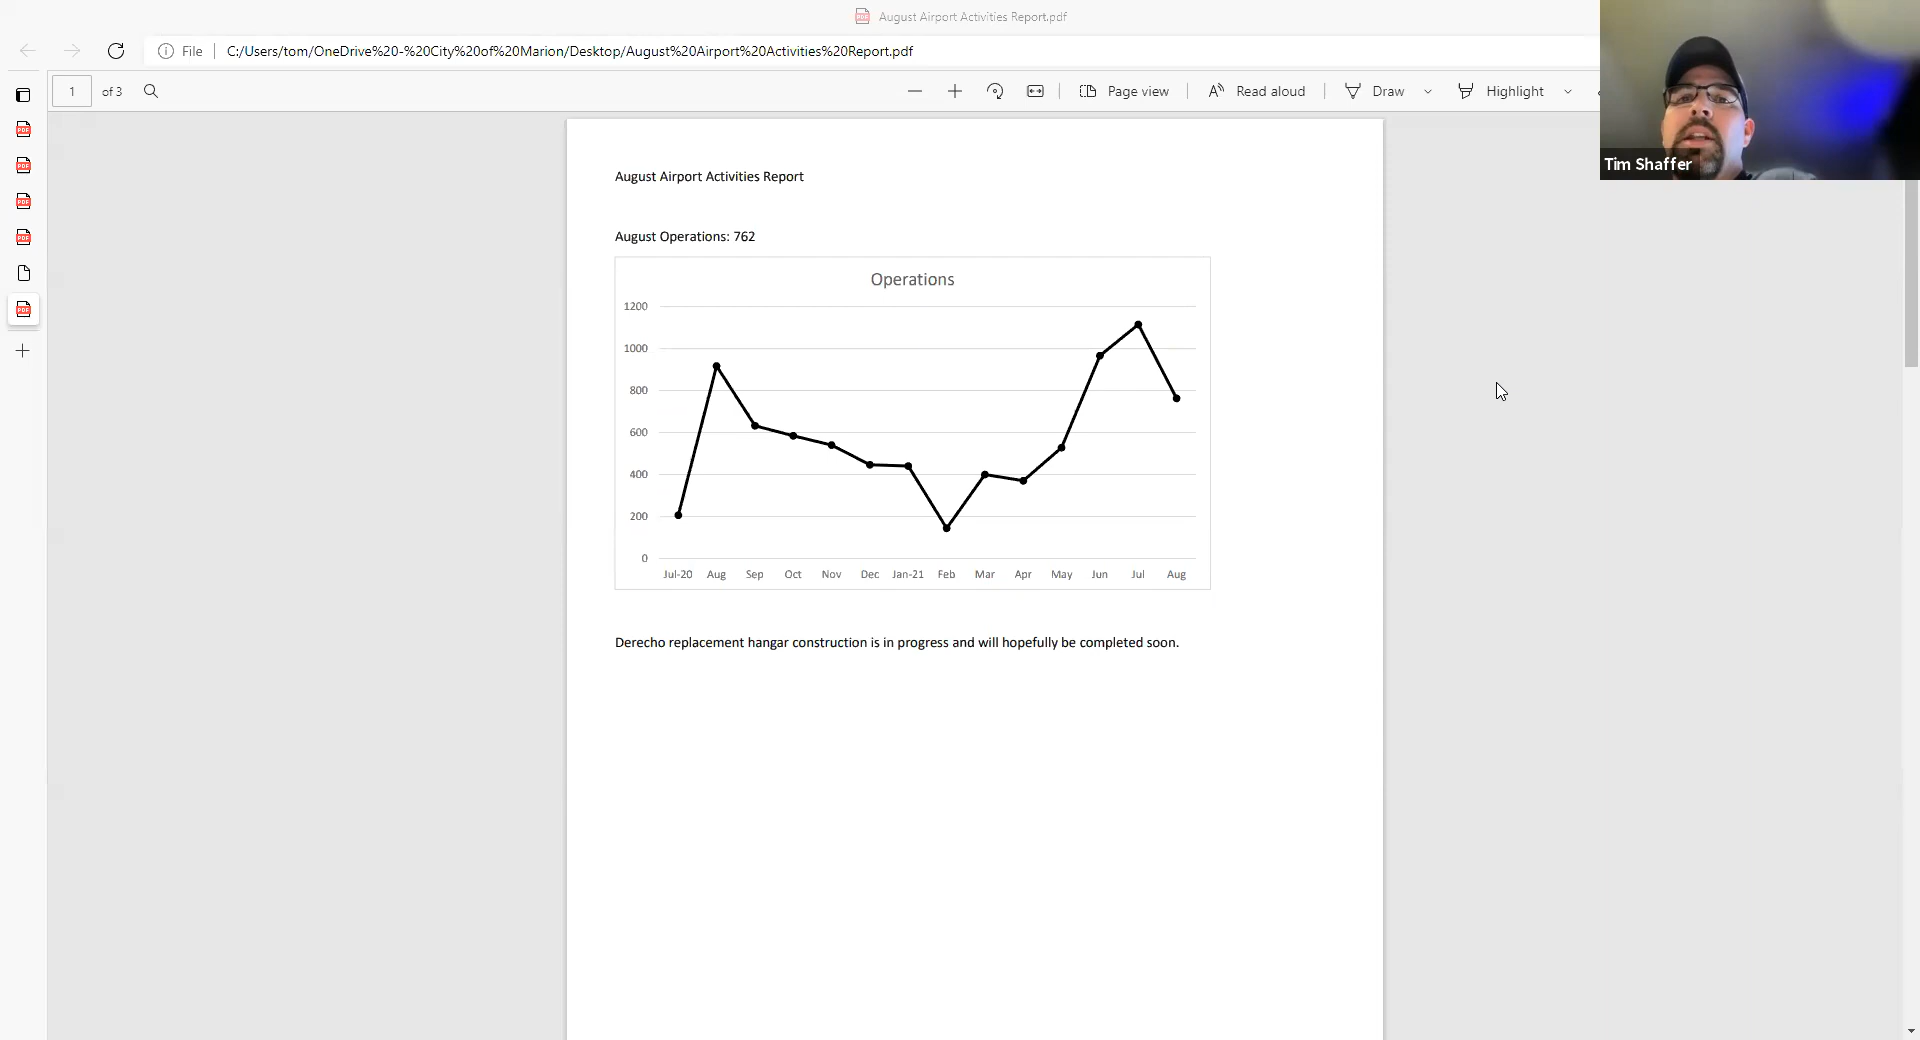 August Airport Activities Report.pdf
File
C:/Users/tom/OneDrive%20-%20City%20of%20Marion/Desktop/August%20Airport%20Activities%20Report.pdf
1 of 3
Page view
Read aloud
Draw
Highlight
Tim Shaffer
August Airport Activities Report
August Operations: 762
Operations
1200
1000
800
600
400
200
0
Jul-20 Aug Sep Oct Nov Dec Jan-21 Feb Mar Apr May Jun Jul Aug
Derecho replacement hangar construction is in progress and will hopefully be completed soon.